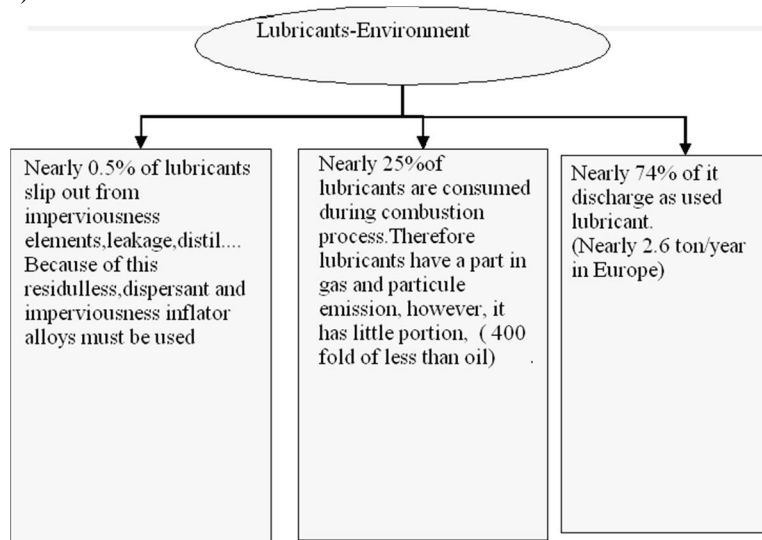 )
Lubricants-Environment
Nearly 0.5% of lubricants
slip out from
imperviousness
elements,leakage,distil....
Because of this
residulless,dispersant and
imperviousness inflator
alloys must be used
Nearly 25%of
lubricants are consumed
during combustion
process.Therefore
lubricants have a part in
gas and particule
emission, however, it
has little portion, ( 400
fold of less than oil) .
Nearly 74% of it
discharge as used
lubricant.
(Nearly 2.6 ton/year
in Europe)